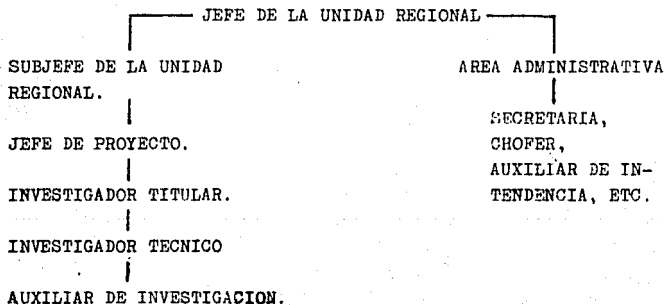 JEFE DE LA UNIDAD REGIONAL
SUBJEFE DE LA UNIDAD
REGIONAL.
JEFE DE PROYECTO.
INVESTIGADOR TITULAR.
INVESTIGADOR TECNICO
AUXILIAR DE INVESTIGACION.
AREA ADMINISTRATIVA
SECRETARIA,
CHOFER,
AUXILIAR DE IN-
TENDENCIA, ETC.